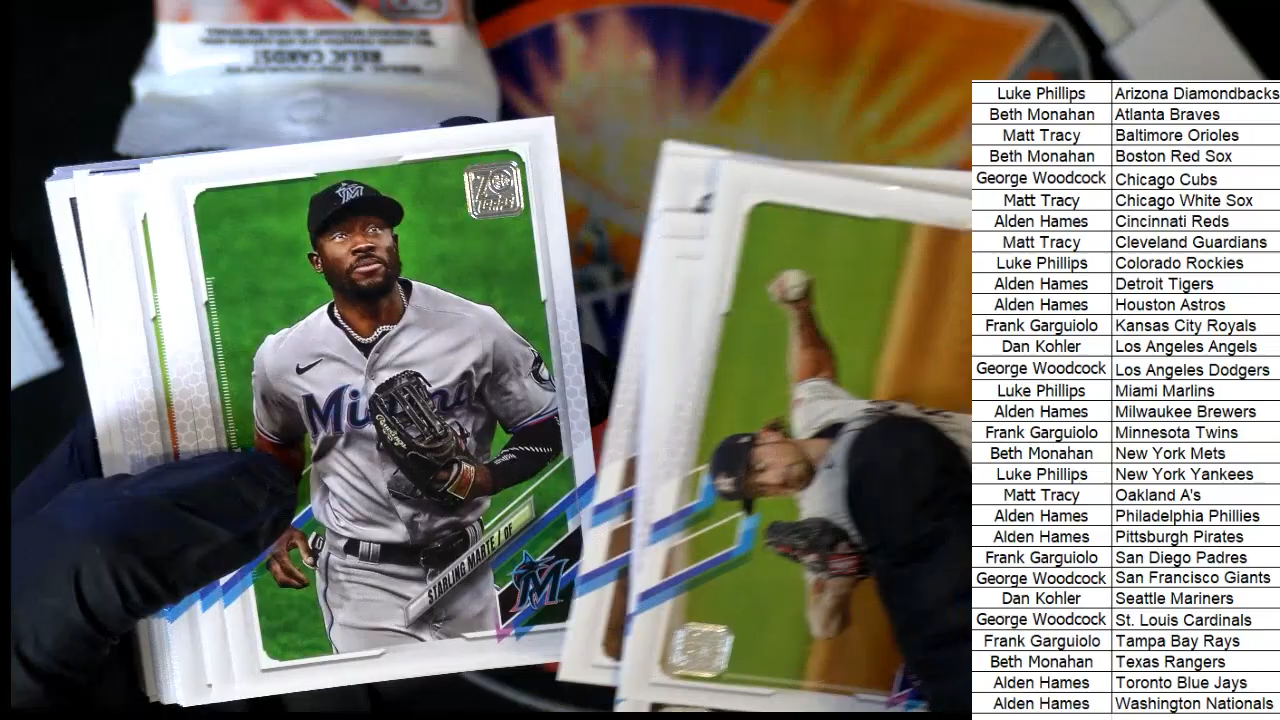 RELIC CARDS!
70
Miami
STARLING MARTE / OF
M
Luke Phillips Arizona Diamondbacks
Beth Monahan Atlanta Braves
Matt Tracy Baltimore Orioles
Beth Monahan Boston Red Sox
George Woodcock Chicago Cubs
Matt Tracy Chicago White Sox
Alden Hames Cincinnati Reds
Matt Tracy Cleveland Guardians
Luke Phillips Colorado Rockies
Alden Hames Detroit Tigers
Alden Hames Houston Astros
Frank Garguiolo Kansas City Royals
Dan Kohler Los Angeles Angels
George Woodcock Los Angeles Dodgers
Luke Phillips Miami Marlins
Alden Hames Milwaukee Brewers
Frank Garguiolo Minnesota Twins
Beth Monahan New York Mets
Luke Phillips New York Yankees
Matt Tracy Oakland A's
Alden Hames Philadelphia Phillies
Alden Hames Pittsburgh Pirates
Frank Garguiolo San Diego Padres
George Woodcock San Francisco Giants
Dan Kohler Seattle Mariners
George Woodcock St. Louis Cardinals
Frank Garguiolo Tampa Bay Rays
Beth Monahan Texas Rangers
Alden Hames Toronto Blue Jays
Alden Hames Washington Nationals